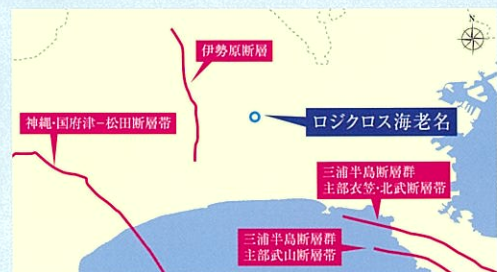 N
伊勢原断層
ロジクロス海老名
神縄・国府津－松田断層帯
三浦半島断層群
主部衣笠・北武断層帯
三浦半島断層群
主部武山断層帯